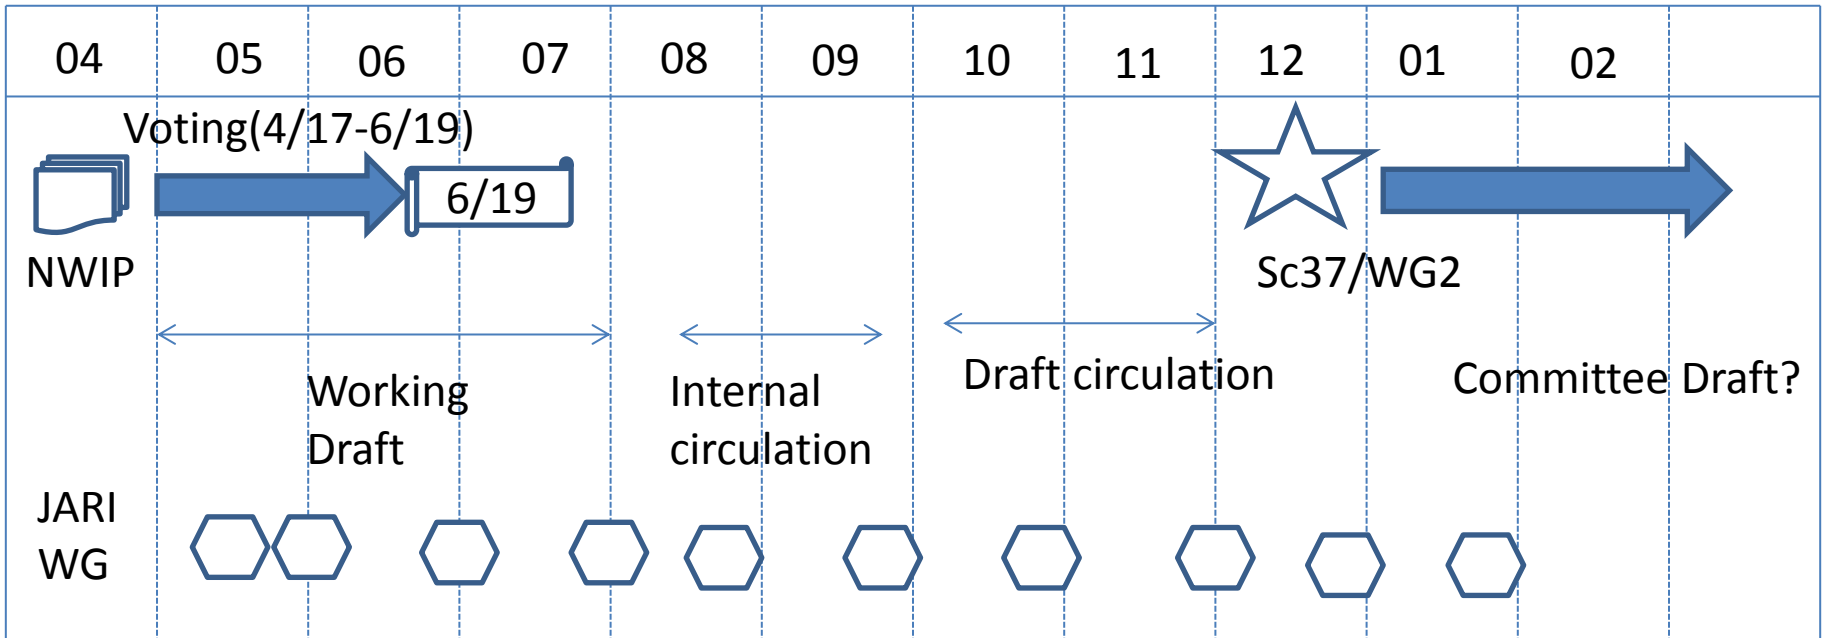 04 05 06 07 08 09 10 11 12 01 02
Voting(4/17-6/19)
6/19
NWIP
Sc37/WG2
Working
Draft
Internal
circulation
Draft circulation
Committee Draft?
JARI
WG